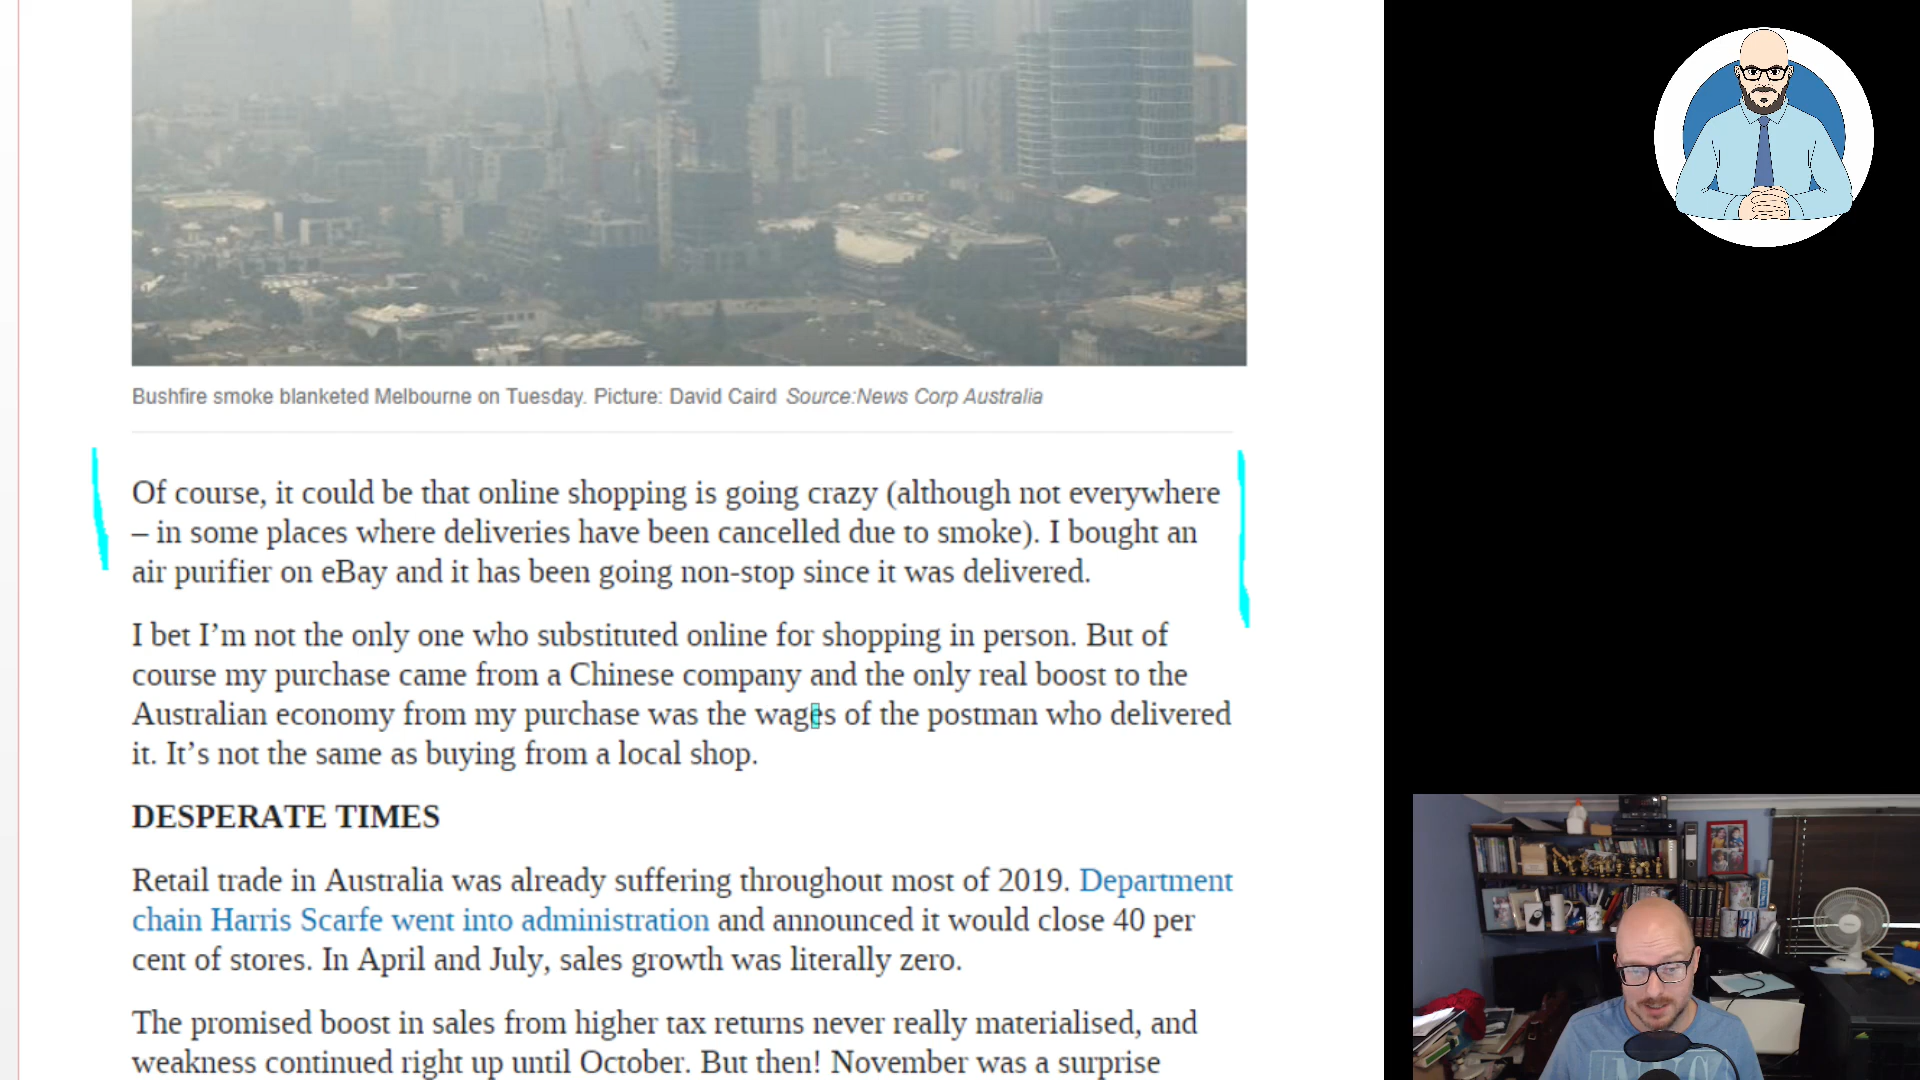 Bushfire smoke blanketed Melbourne on Tuesday. Picture: David Caird Source:News Corp Australia
Of course, it could be that online shopping is going crazy (although not everywhere
– in some places where deliveries have been cancelled due to smoke). I bought an
air purifier on eBay and it has been going non-stop since it was delivered.
I bet I’m not the only one who substituted online for shopping in person. But of
course my purchase came from a Chinese company and the only real boost to the
Australian economy from my purchase was the wages of the postman who delivered
it. It’s not the same as buying from a local shop.
DESPERATE TIMES
Retail trade in Australia was already suffering throughout most of 2019. Department
chain Harris Scarfe went into administration and announced it would close 40 per
cent of stores. In April and July, sales growth was literally zero.
The promised boost in sales from higher tax returns never really materialised, and
weakness continued right up until October. But then! November was a surprise